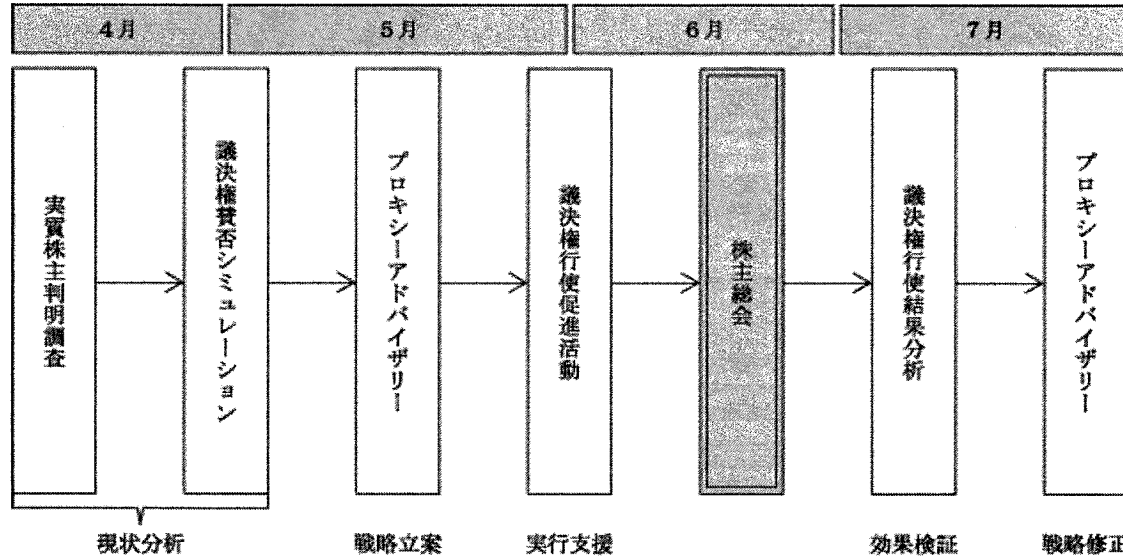 4月
5月
6月
7月
実質株主判明調査
議決権賛否シミュレーション
プロキシーアドバイザリー
議決権行使促進活動
株主総会
議決権行使結果分析
プロキシーアドバイザリー
現状分析
戦略立案
実行支援
効果検証
戦略修正